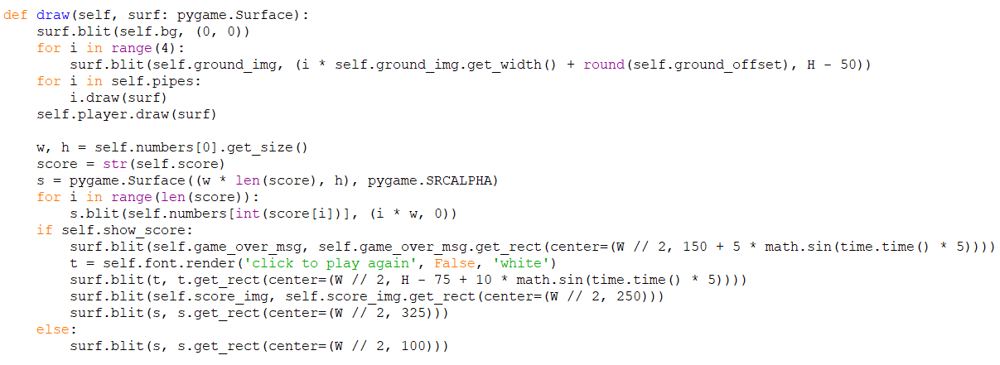 def draw(self, surf: pygame.Surface):
    surf.blit(self.bg, (0, 0))
    for i in range(4):
        surf.blit(self.ground_img, (i * self.ground_img.get_width() + round(self.ground_offset), H - 50))
    for i in self.pipes:
        i.draw(surf)
    self.player.draw(surf)

    w, h = self.numbers[0].get_size()
    score = str(self.score)
    s = pygame.Surface((w * len(score), h), pygame.SRCALPHA)
    for i in range(len(score)):
        s.blit(self.numbers[int(score[i])], (i * w, 0))
    if self.show_score:
        surf.blit(self.game_over_msg, self.game_over_msg.get_rect(center=(W // 2, 150 + 5 * math.sin(time.time() * 5))))
        t = self.font.render('click to play again', False, 'white')
        surf.blit(t, t.get_rect(center=(W // 2, H - 75 + 10 * math.sin(time.time() * 5))))
        surf.blit(self.score_img, self.score_img.get_rect(center=(W // 2, 250)))
        surf.blit(s, s.get_rect(center=(W // 2, 325)))
    else:
        surf.blit(s, s.get_rect(center=(W // 2, 100)))